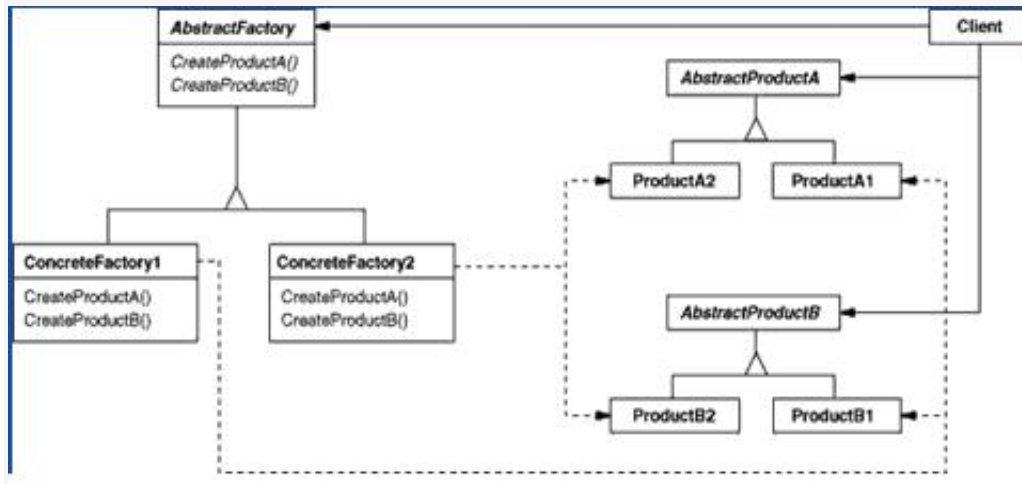 AbstractFactory
CreateProductA()
CreateProductB()
Client
AbstractProductA
ProductA2
ProductA1
ConcreteFactory1
CreateProductA()
CreateProductB()
ConcreteFactory2
CreateProductA()
CreateProductB()
AbstractProductB
ProductB2
ProductB1